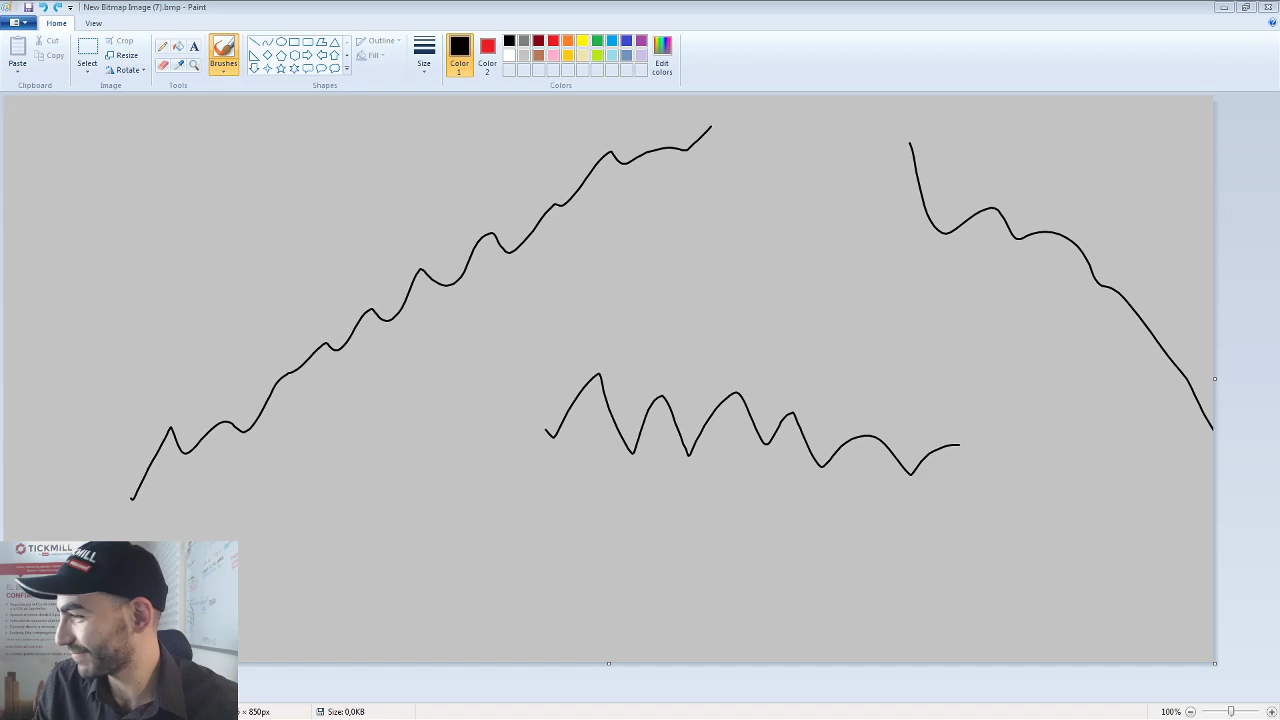 New Bitmap Image (7).bmp - Paint
Home
View
Paste
Cut
Copy
Clipboard
Select
Crop
Resize
Rotate
Image
A
Tools
Brushes
Outline
Fill
Shapes
Size
Color 1
Color 2
Edit colors
Colors
TICKMILL
MILL
× 850px
Size: 0,0KB
100%